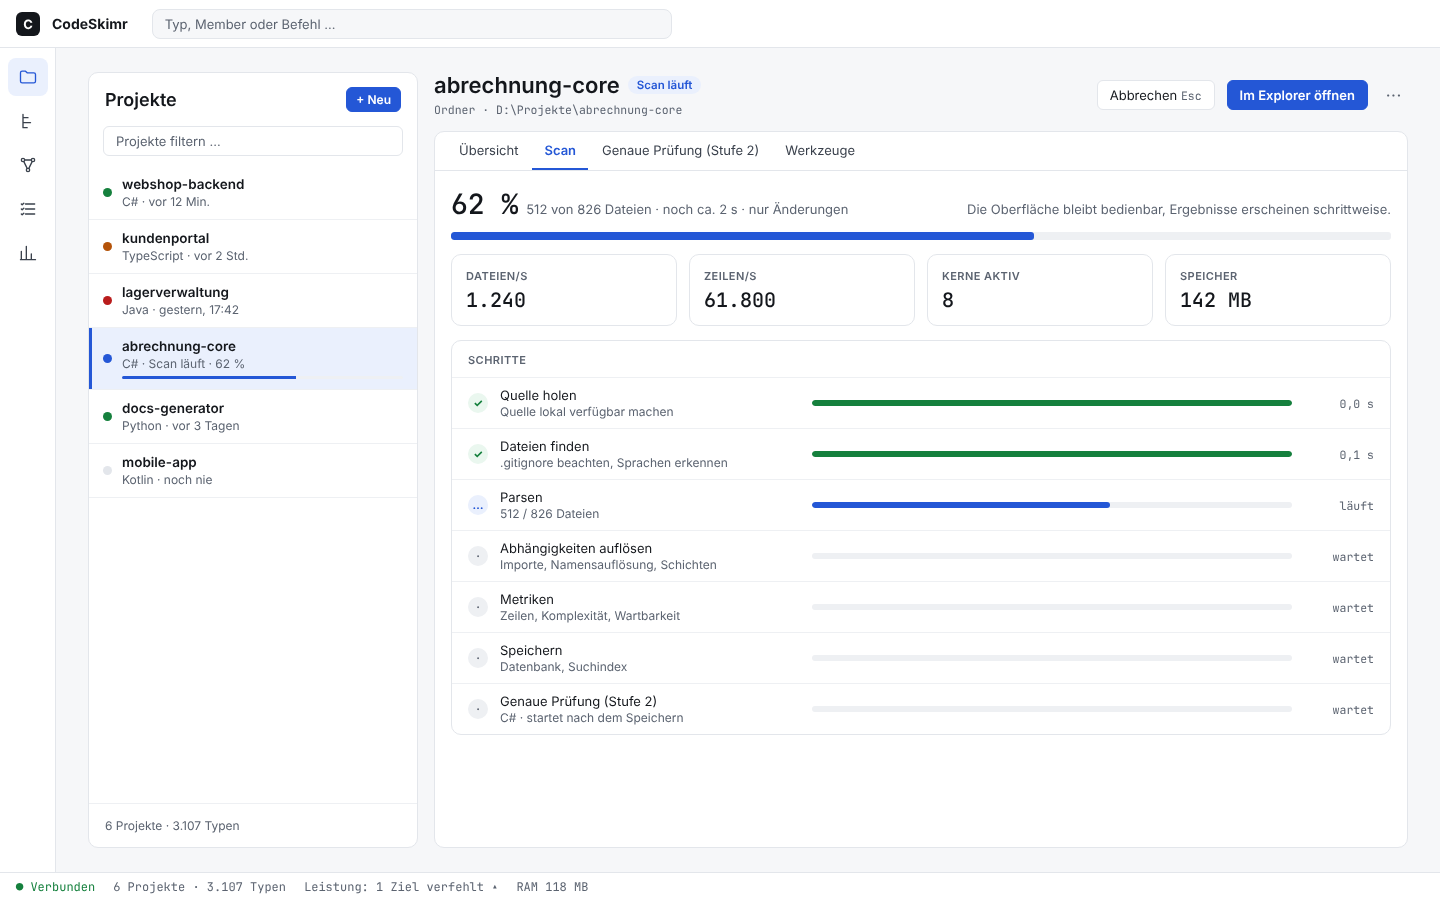 C CodeSkimr
Typ, Member oder Befehl ...
Projekte
+ Neu
Projekte filtern ...
webshop-backend
C# · vor 12 Min.
kundenportal
TypeScript · vor 2 Std.
lagerverwaltung
Java · gestern, 17:42
abrechnung-core
C# · Scan läuft · 62 %
docs-generator
Python · vor 3 Tagen
mobile-app
Kotlin · noch nie
6 Projekte · 3.107 Typen
abrechnung-core Scan läuft
Ordner · D:\Projekte\abrechnung-core
Abbrechen Esc
Im Explorer öffnen
···
Übersicht Scan Genaue Prüfung (Stufe 2) Werkzeuge
62 % 512 von 826 Dateien · noch ca. 2 s · nur Änderungen
Die Oberfläche bleibt bedienbar, Ergebnisse erscheinen schrittweise.
DATEIEN/S
1.240
ZEILEN/S
61.800
KERNE AKTIV
8
SPEICHER
142 MB
SCHRITTE
Quelle holen
Quelle lokal verfügbar machen
0,0 s
Dateien finden
.gitignore beachten, Sprachen erkennen
0,1 s
Parsen
512 / 826 Dateien
läuft
Abhängigkeiten auflösen
Importe, Namensauflösung, Schichten
wartet
Metriken
Zeilen, Komplexität, Wartbarkeit
wartet
Speichern
Datenbank, Suchindex
wartet
Genaue Prüfung (Stufe 2)
C# · startet nach dem Speichern
wartet
Verbunden 6 Projekte · 3.107 Typen Leistung: 1 Ziel verfehlt ▴ RAM 118 MB